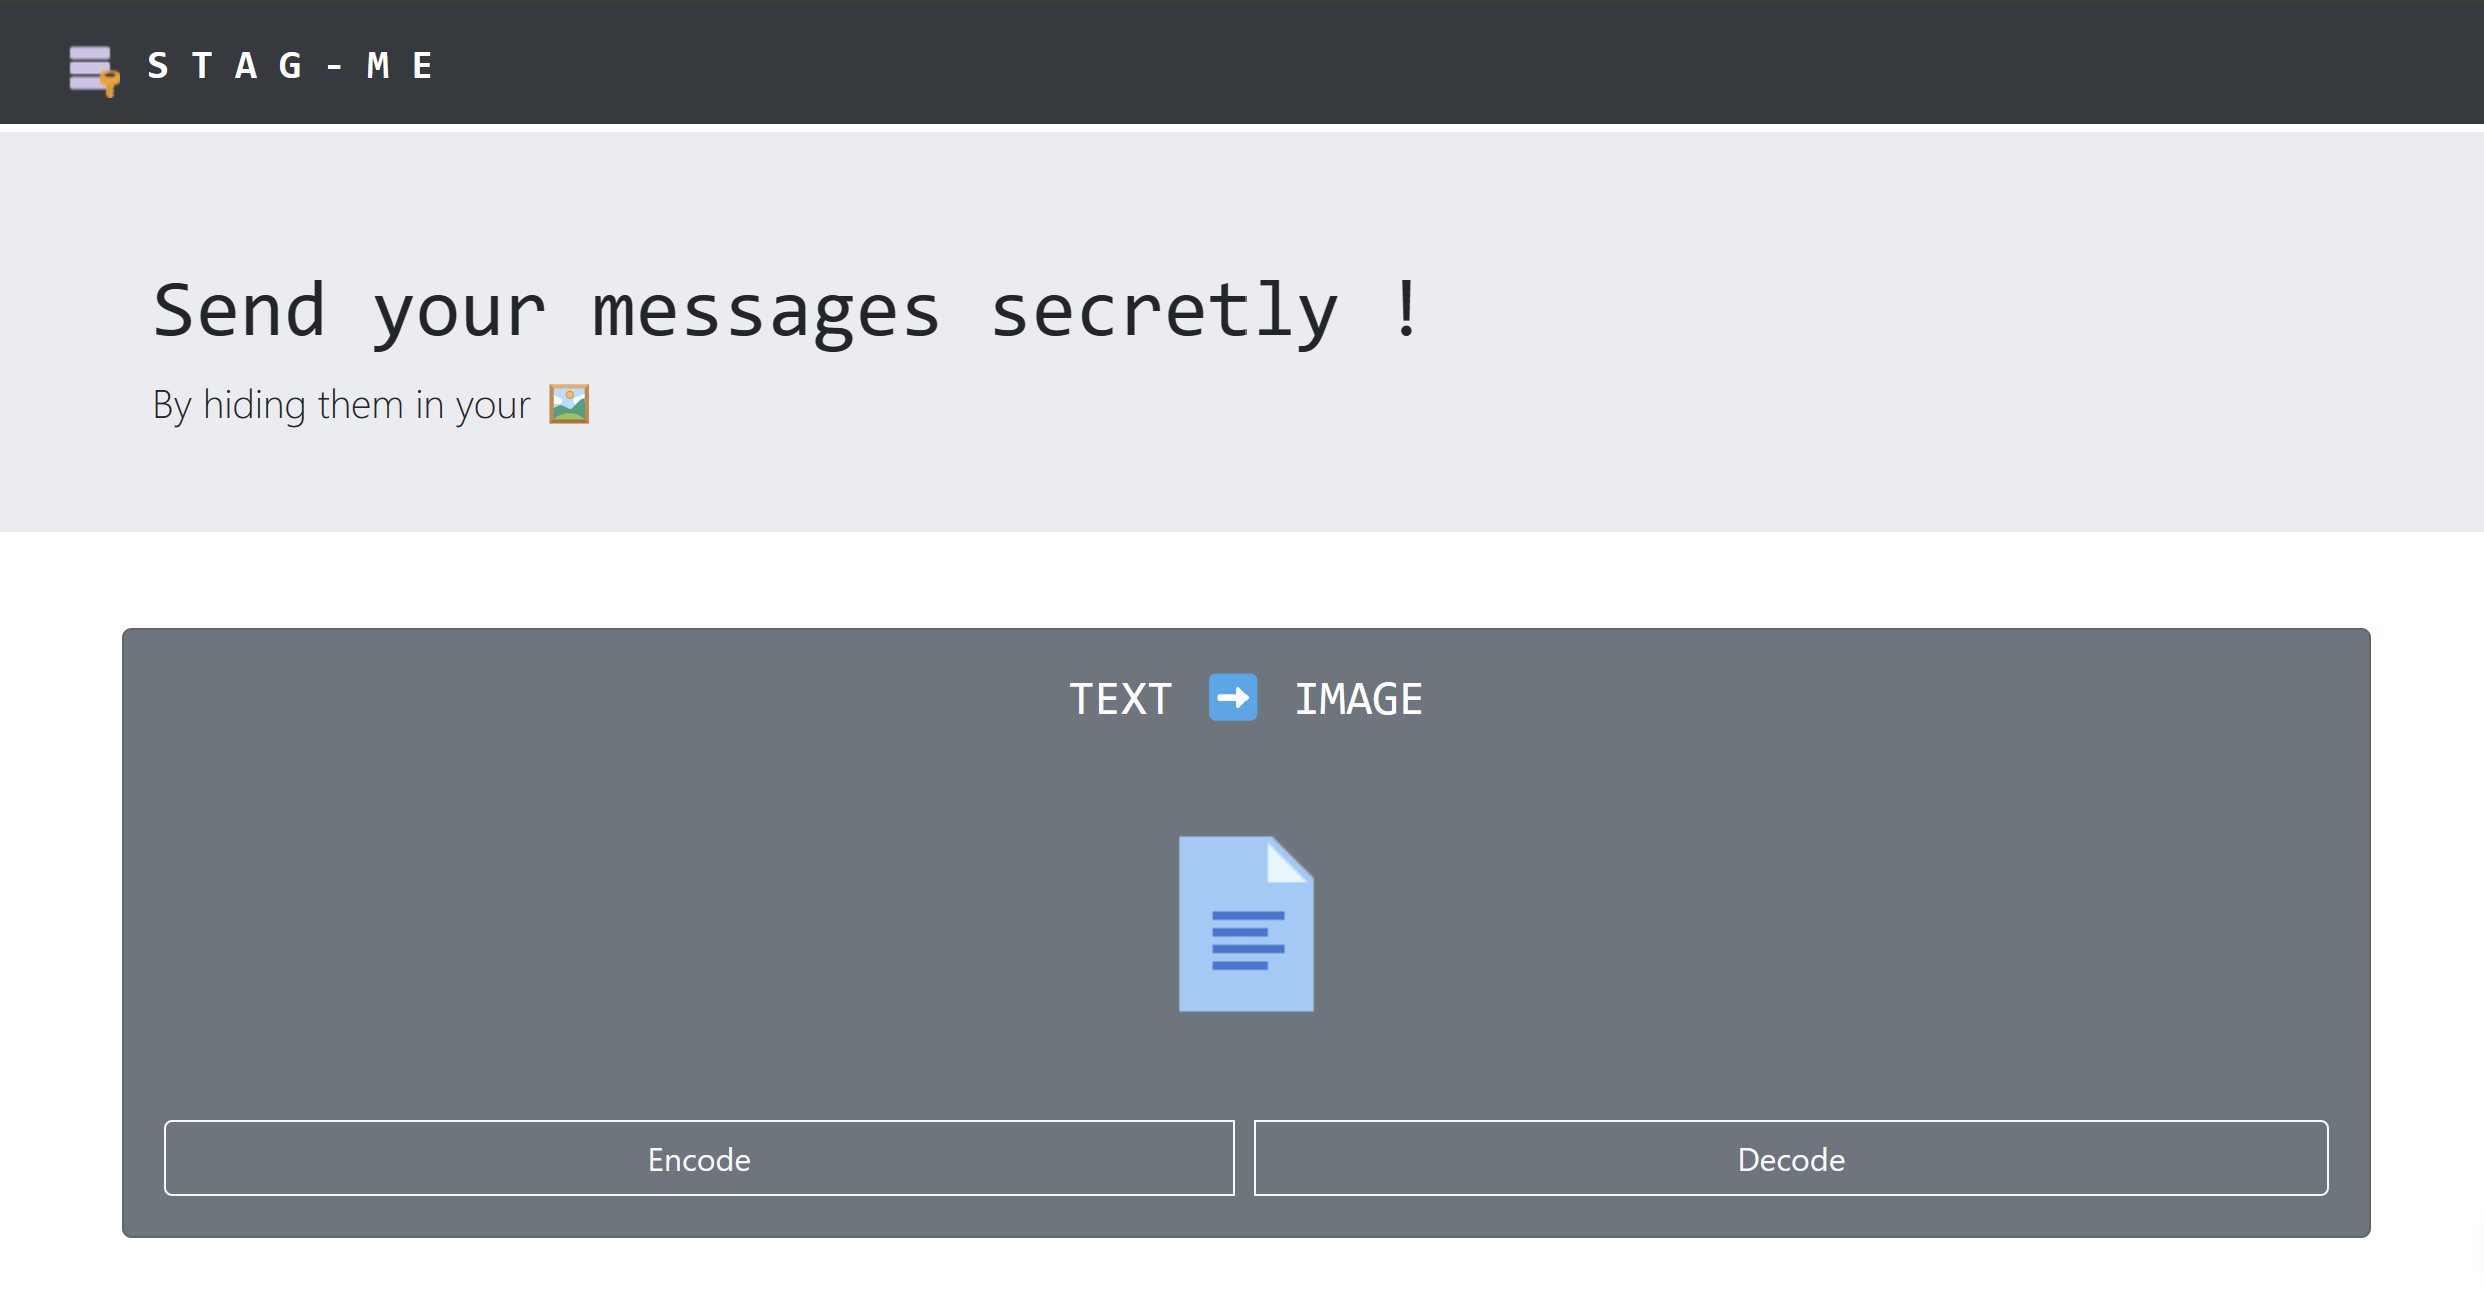 S T A G - M E
Send your messages secretly !
By hiding them in your 🖼️
TEXT ➡️ IMAGE
Encode
Decode